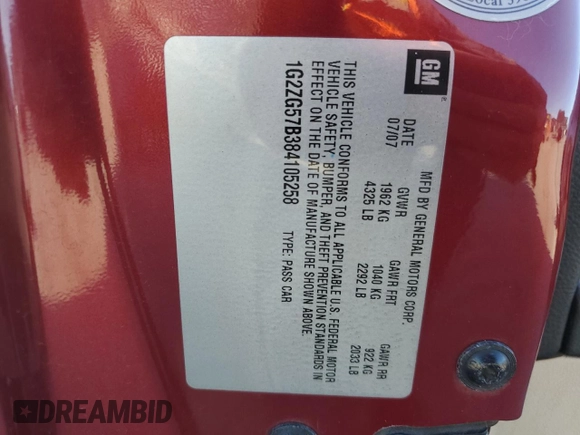 GM
MFD BY GENERAL MOTORS CORP.
DATE GVWR GAWR FRT GAWR RR
07/07 1962 KG 1040 KG 922 KG
4325 LB 2292 LB 2033 LB
THIS VEHICLE CONFORMS TO ALL APPLICABLE U.S. FEDERAL MOTOR
VEHICLE SAFETY, BUMPER, AND THEFT PREVENTION STANDARDS IN
EFFECT ON THE DATE OF MANUFACTURE SHOWN ABOVE.
1G2ZG57B384105258 TYPE: PASS CAR
DREAMBID